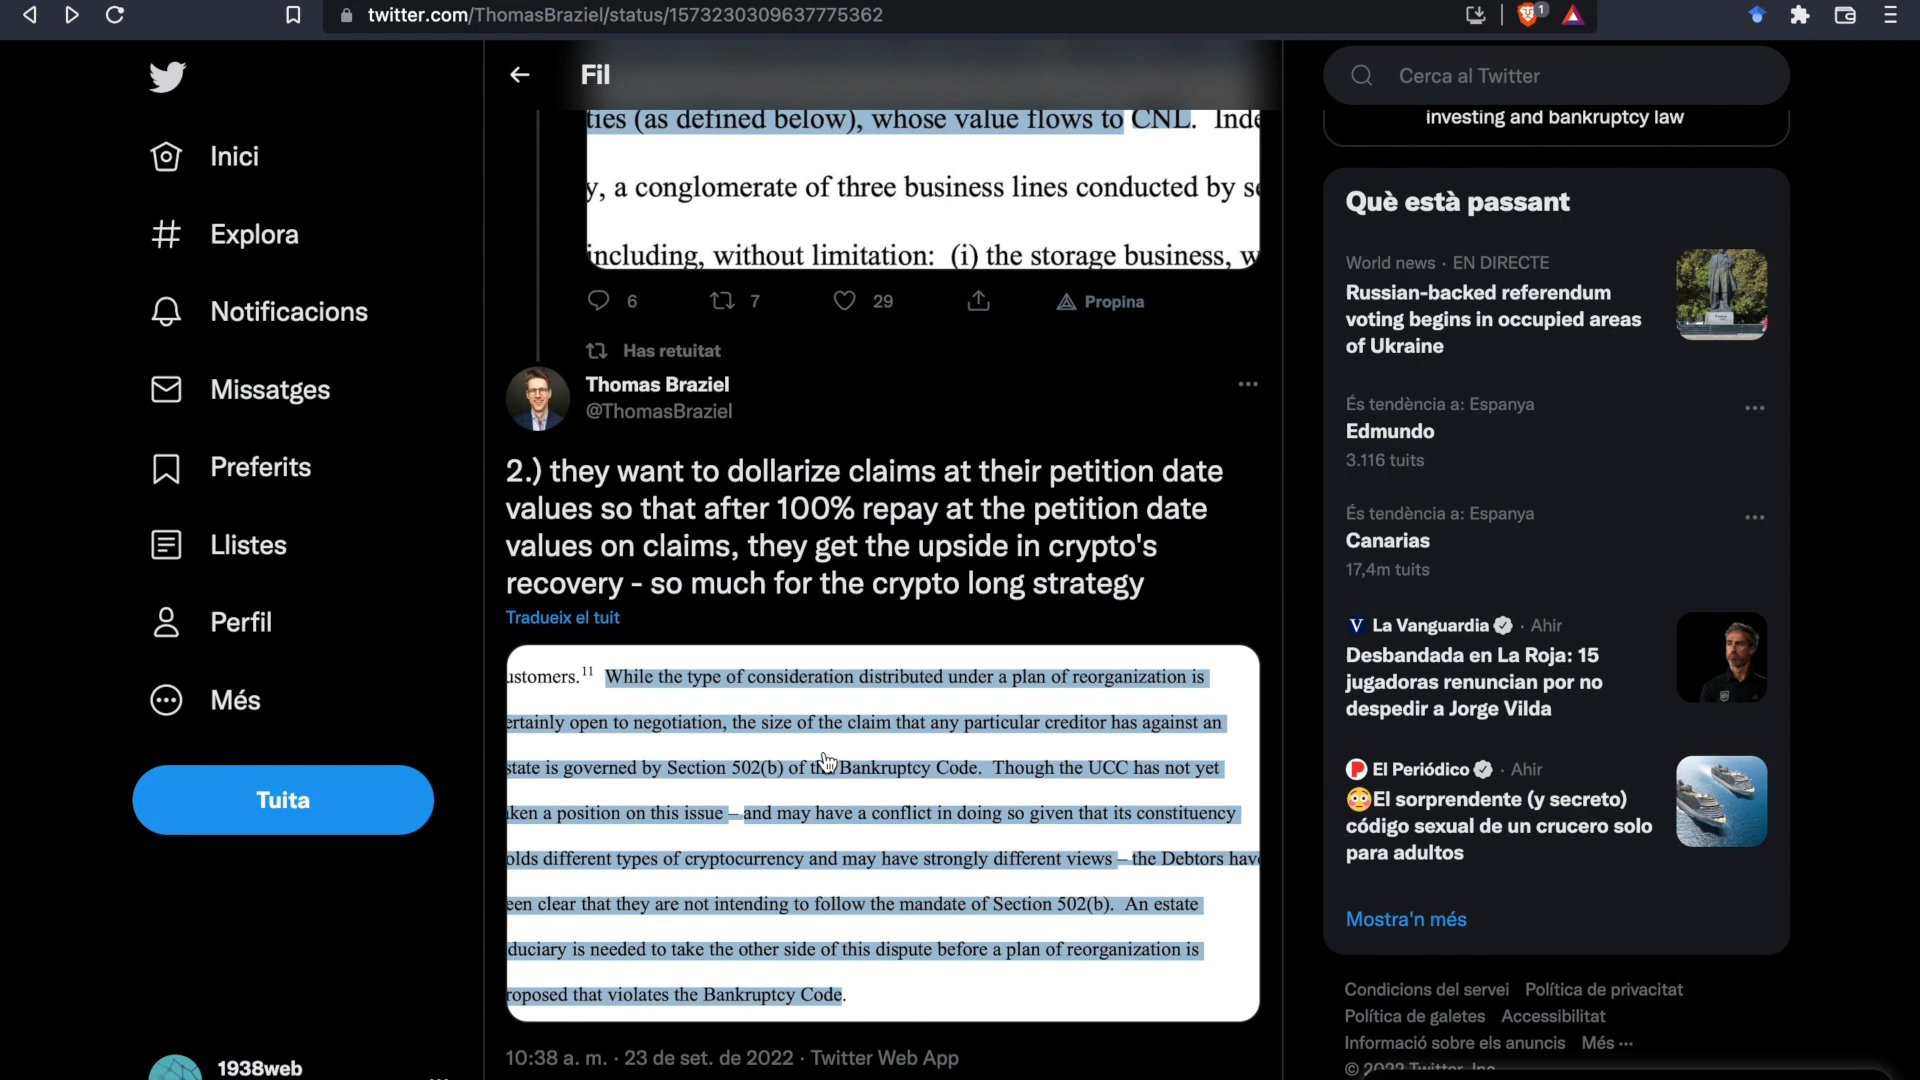 twitter.com/ThomasBraziel/status/1573230309637775362
1
Inici
Explora
Notificacions
Missatges
Preferits
Llistes
Perfil
Més
Tuita
1938web
Fil
ties (as defined below), whose value flows to CNL. Inde
y, a conglomerate of three business lines conducted by se
including, without limitation: (i) the storage business, w
6 7 29 Propina
Has retuitat
Thomas Braziel
@ThomasBraziel
2.) they want to dollarize claims at their petition date
values so that after 100% repay at the petition date
values on claims, they get the upside in crypto's
recovery - so much for the crypto long strategy
Tradueix el tuit
ustomers.11 While the type of consideration distributed under a plan of reorganization is
ertainly open to negotiation, the size of the claim that any particular creditor has against an
state is governed by Section 502(b) of the Bankruptcy Code. Though the UCC has not yet
ken a position on this issue – and may have a conflict in doing so given that its constituency
olds different types of cryptocurrency and may have strongly different views – the Debtors have
een clear that they are not intending to follow the mandate of Section 502(b). An estate
duciary is needed to take the other side of this dispute before a plan of reorganization is
roposed that violates the Bankruptcy Code.
10:38 a. m. · 23 de set. de 2022 · Twitter Web App
Cerca al Twitter
investing and bankruptcy law
Què està passant
World news · EN DIRECTE
Russian-backed referendum
voting begins in occupied areas
of Ukraine
És tendència a: Espanya
Edmundo
3.116 tuits
És tendència a: Espanya
Canarias
17,4m tuits
V La Vanguardia · Ahir
Desbandada en La Roja: 15
jugadoras renuncian por no
despedir a Jorge Vilda
P El Periódico · Ahir
😳El sorprendente (y secreto)
código sexual de un crucero solo
para adultos
Mostra'n més
Condicions del servei Política de privacitat
Política de galetes Accessibilitat
Informació sobre els anuncis Més ···
© 2022 Twitter, Inc.